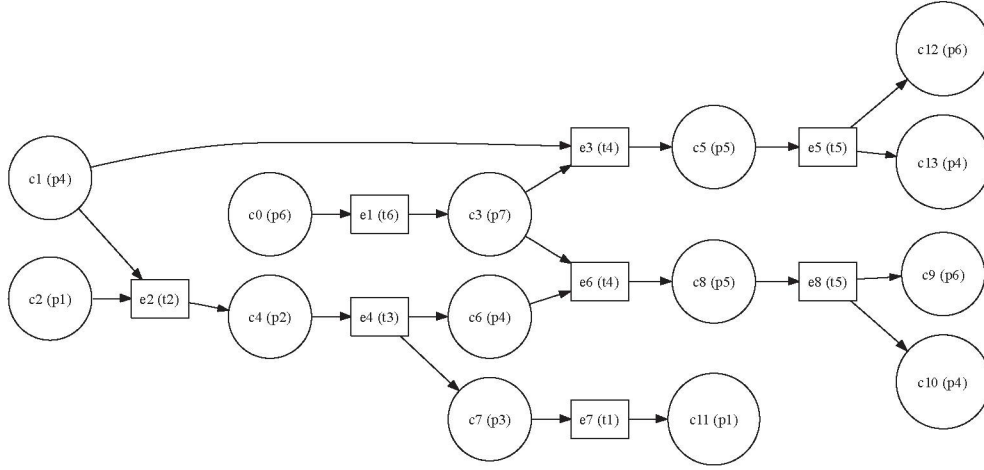 c12 (p6)
e3 (t4)
c5 (p5)
e5 (t5)
c13 (p4)
c1 (p4)
c0 (p6)
e1 (t6)
c3 (p7)
c2 (p1)
e2 (t2)
c4 (p2)
e4 (t3)
c6 (p4)
e6 (t4)
c8 (p5)
e8 (t5)
c9 (p6)
c10 (p4)
c7 (p3)
e7 (t1)
c11 (p1)